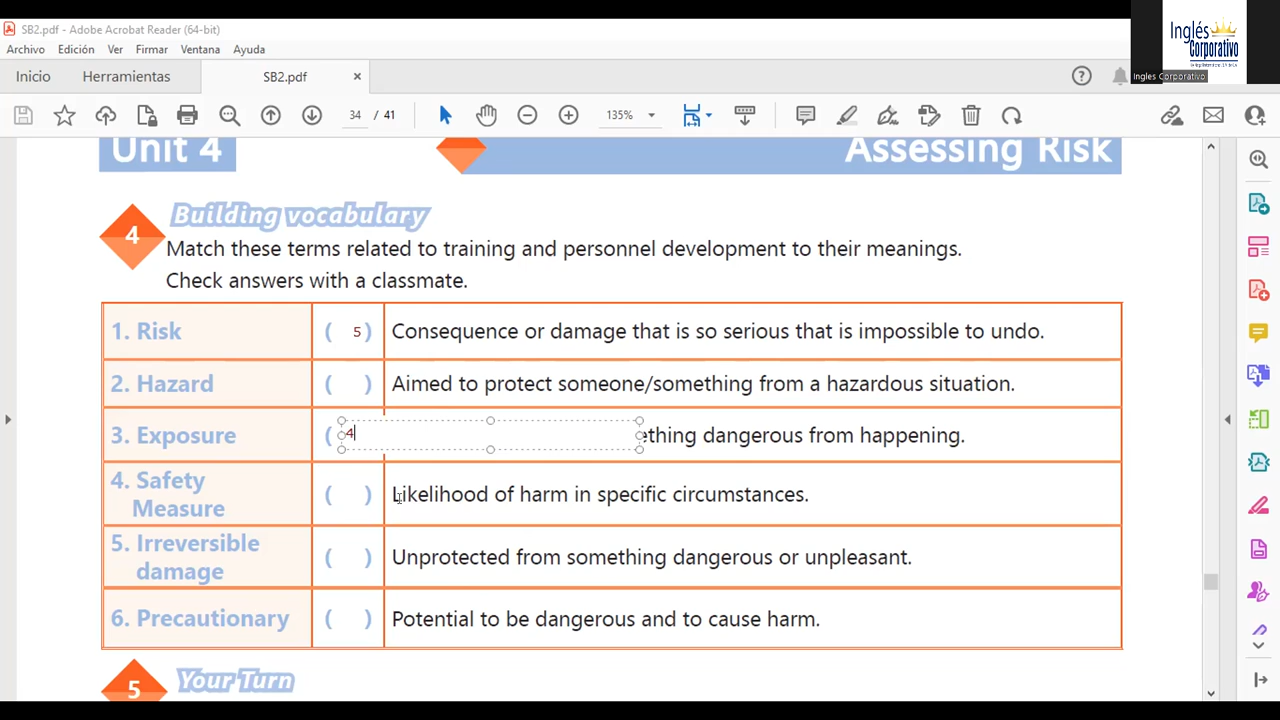 SB2.pdf - Adobe Acrobat Reader (64-bit)
Archivo Edición Ver Firmar Ventana Ayuda
Inglés
Corporativo
Ingles Corporativo
Inicio Herramientas SB2.pdf ×
34 / 41 135%
Unit 4 Assessing Risk
4 Building vocabulary
Match these terms related to training and personnel development to their meanings.
Check answers with a classmate.
1. Risk ( 5 ) Consequence or damage that is so serious that is impossible to undo.
2. Hazard ( ) Aimed to protect someone/something from a hazardous situation.
3. Exposure ( 4 ething dangerous from happening.
4. Safety
Measure ( ) Likelihood of harm in specific circumstances.
5. Irreversible
damage ( ) Unprotected from something dangerous or unpleasant.
6. Precautionary ( ) Potential to be dangerous and to cause harm.
5 Your Turn